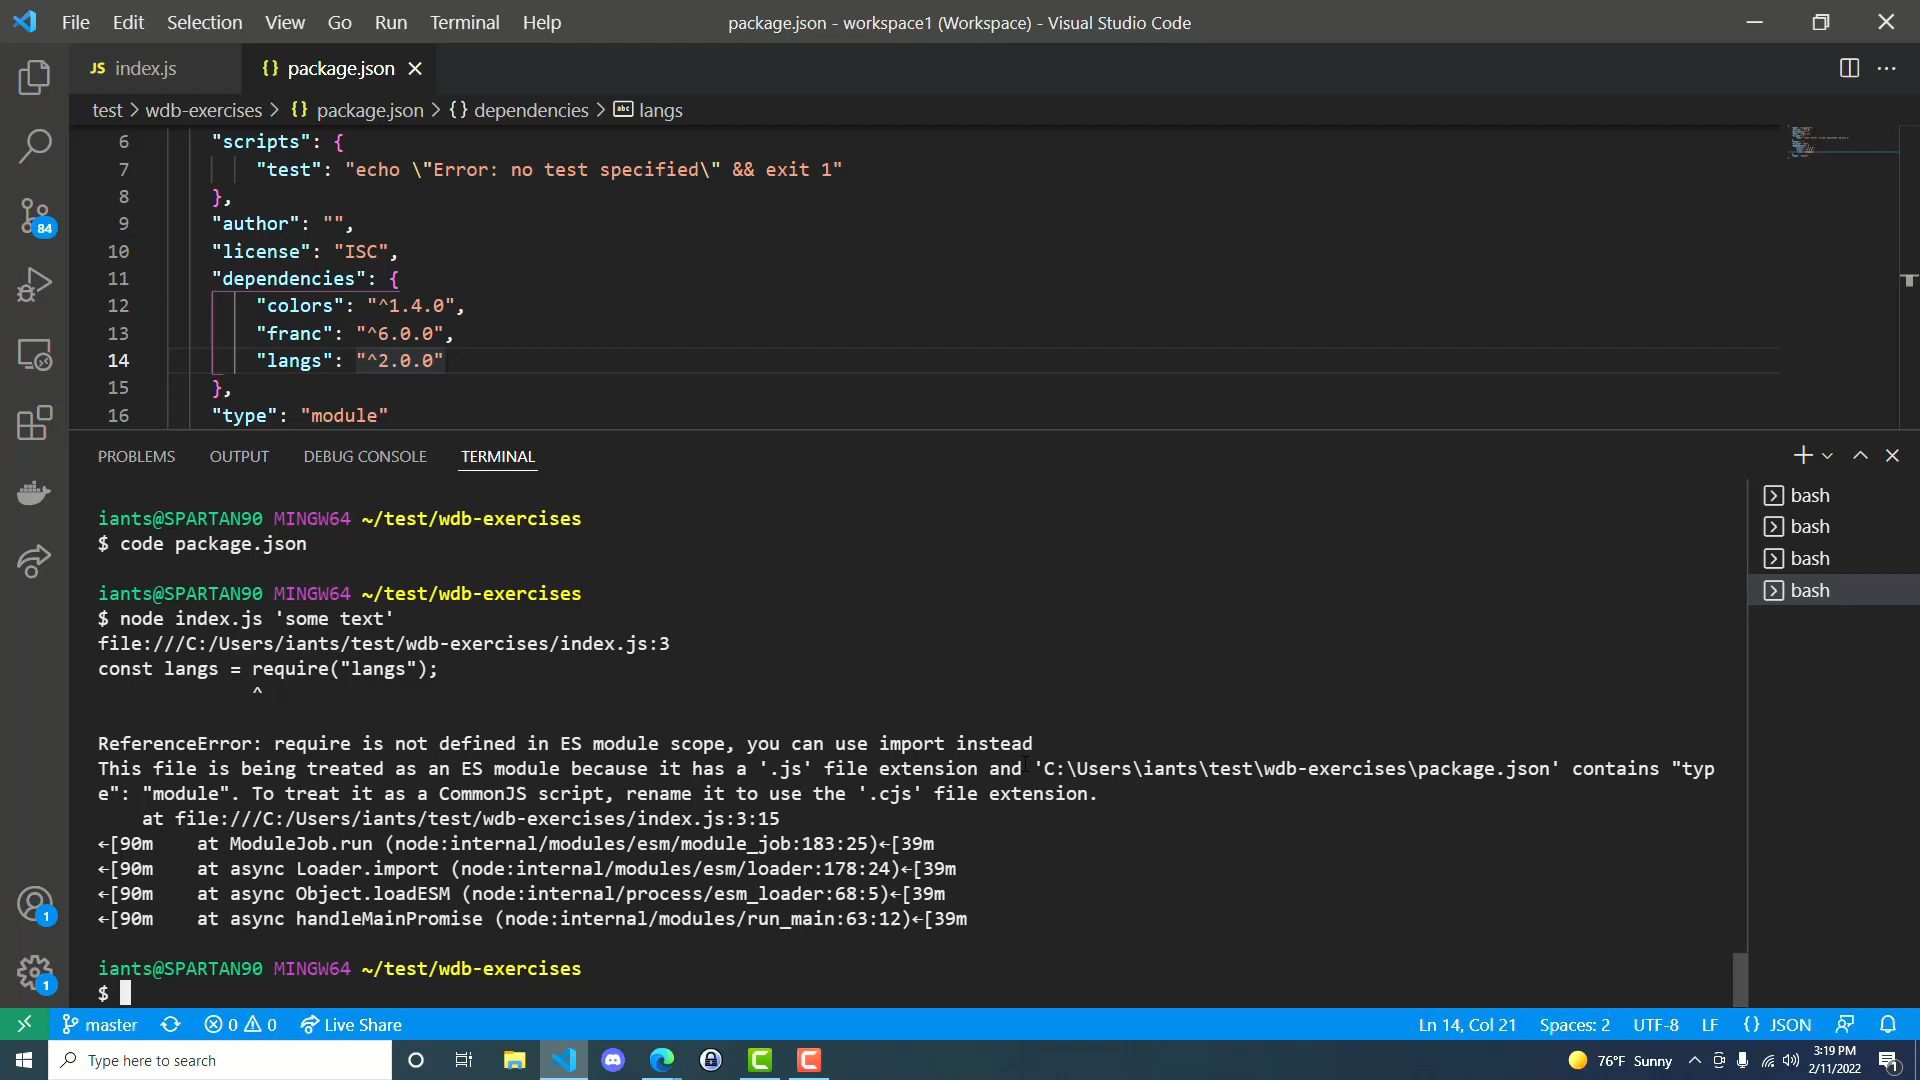 File Edit Selection View Go Run Terminal Help
package.json - workspace1 (Workspace) - Visual Studio Code
JS index.js
{} package.json
test > wdb-exercises > {} package.json > {} dependencies > abc langs
6 "scripts": {
7 "test": "echo \"Error: no test specified\" && exit 1"
8 },
9 "author": "",
10 "license": "ISC",
11 "dependencies": {
12 "colors": "^1.4.0",
13 "franc": "^6.0.0",
14 "langs": "^2.0.0"
15 },
16 "type": "module"
84
PROBLEMS OUTPUT DEBUG CONSOLE TERMINAL
bash
bash
bash
bash
iants@SPARTAN90 MINGW64 ~/test/wdb-exercises
$ code package.json
iants@SPARTAN90 MINGW64 ~/test/wdb-exercises
$ node index.js 'some text'
file:///C:/Users/iants/test/wdb-exercises/index.js:3
const langs = require("langs");
^
ReferenceError: require is not defined in ES module scope, you can use import instead
This file is being treated as an ES module because it has a '.js' file extension and 'C:\Users\iants\test\wdb-exercises\package.json' contains "typ
e": "module". To treat it as a CommonJS script, rename it to use the '.cjs' file extension.
at file:///C:/Users/iants/test/wdb-exercises/index.js:3:15
←[90m at ModuleJob.run (node:internal/modules/esm/module_job:183:25)←[39m
←[90m at async Loader.import (node:internal/modules/esm/loader:178:24)←[39m
←[90m at async Object.loadESM (node:internal/process/esm_loader:68:5)←[39m
←[90m at async handleMainPromise (node:internal/modules/run_main:63:12)←[39m
iants@SPARTAN90 MINGW64 ~/test/wdb-exercises
$
1
1
master 0 0 Live Share
Ln 14, Col 21 Spaces: 2 UTF-8 LF {} JSON
Type here to search
76°F Sunny
3:19 PM
2/11/2022
1